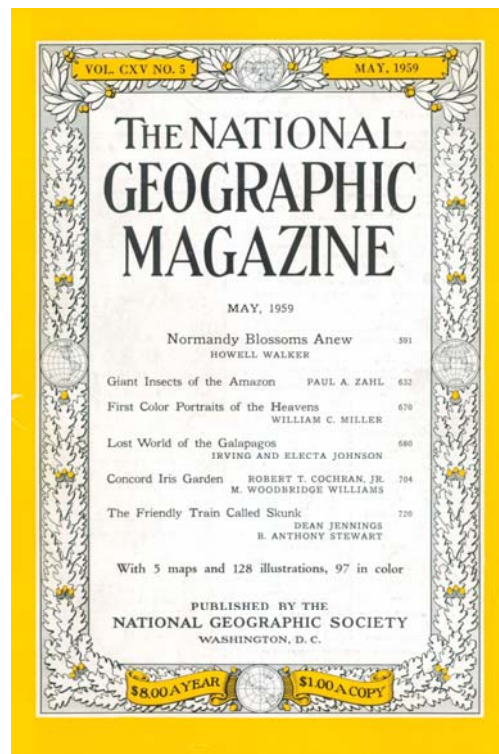 VOL. CXV NO. 5
MAY, 1959
THE NATIONAL
GEOGRAPHIC
MAGAZINE
MAY, 1959
Normandy Blossoms Anew 591
HOWELL WALKER
Giant Insects of the Amazon PAUL A. ZAHL 632
First Color Portraits of the Heavens 670
WILLIAM C. MILLER
Lost World of the Galapagos 680
IRVING AND ELECTA JOHNSON
Concord Iris Garden ROBERT T. COCHRAN, JR. 704
M. WOODBRIDGE WILLIAMS
The Friendly Train Called Skunk 720
DEAN JENNINGS
B. ANTHONY STEWART
With 5 maps and 128 illustrations, 97 in color
PUBLISHED BY THE
NATIONAL GEOGRAPHIC SOCIETY
WASHINGTON, D. C.
$8.00 A YEAR
$1.00 A COPY